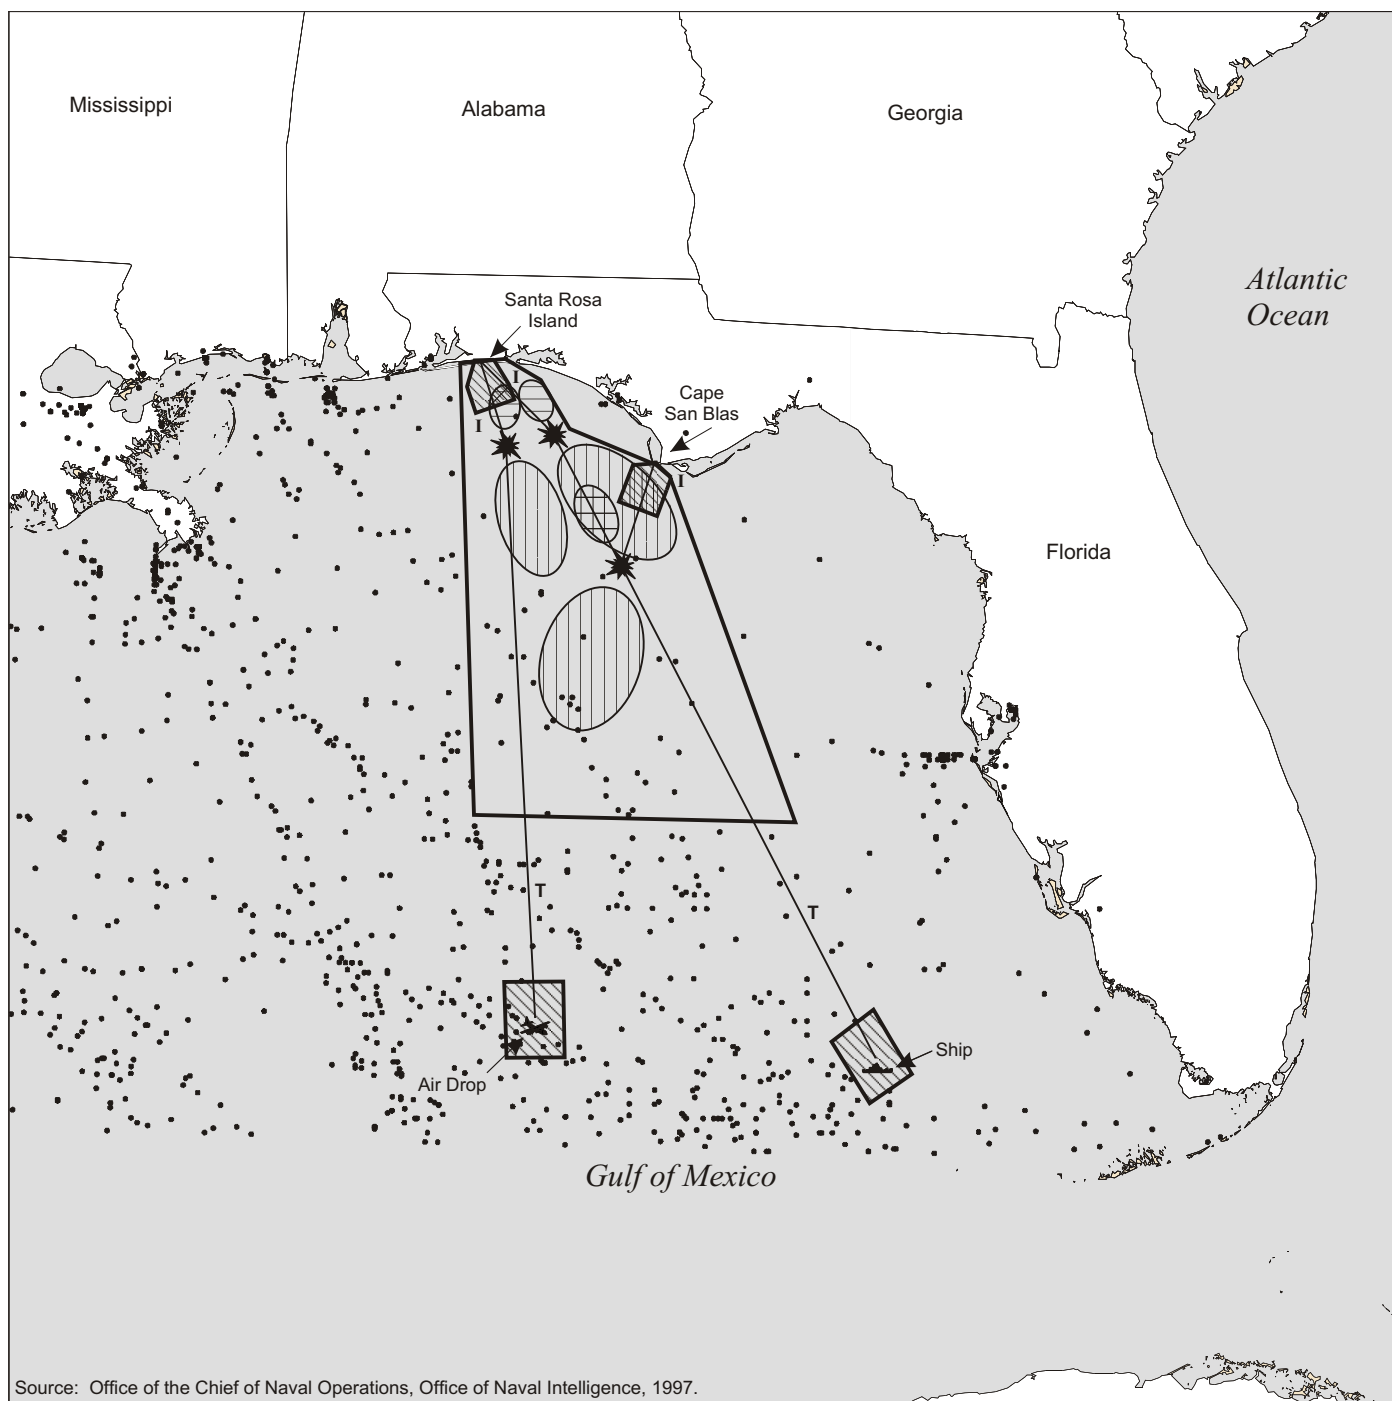 Mississippi
Alabama
Georgia
Atlantic
Ocean
Santa Rosa
Island
I
Cape
San Blas
I
I
Florida
T
T
Ship
Air Drop
Gulf of Mexico
Source: Office of the Chief of Naval Operations, Office of Naval Intelligence, 1997.